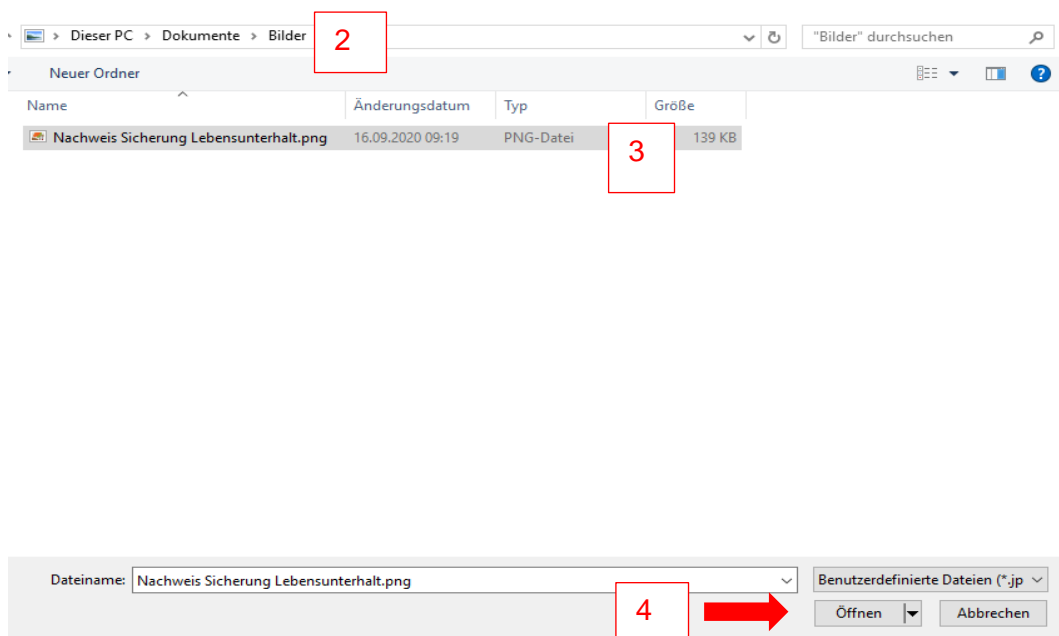 Dieser PC > Dokumente > Bilder 2 "Bilder" durchsuchen
Neuer Ordner ?
Name Änderungsdatum Typ Größe
Nachweis Sicherung Lebensunterhalt.png 16.09.2020 09:19 PNG-Datei 3 139 KB
Dateiname: Nachweis Sicherung Lebensunterhalt.png Benutzerdefinierte Dateien (*.jp
4 Öffnen Abbrechen